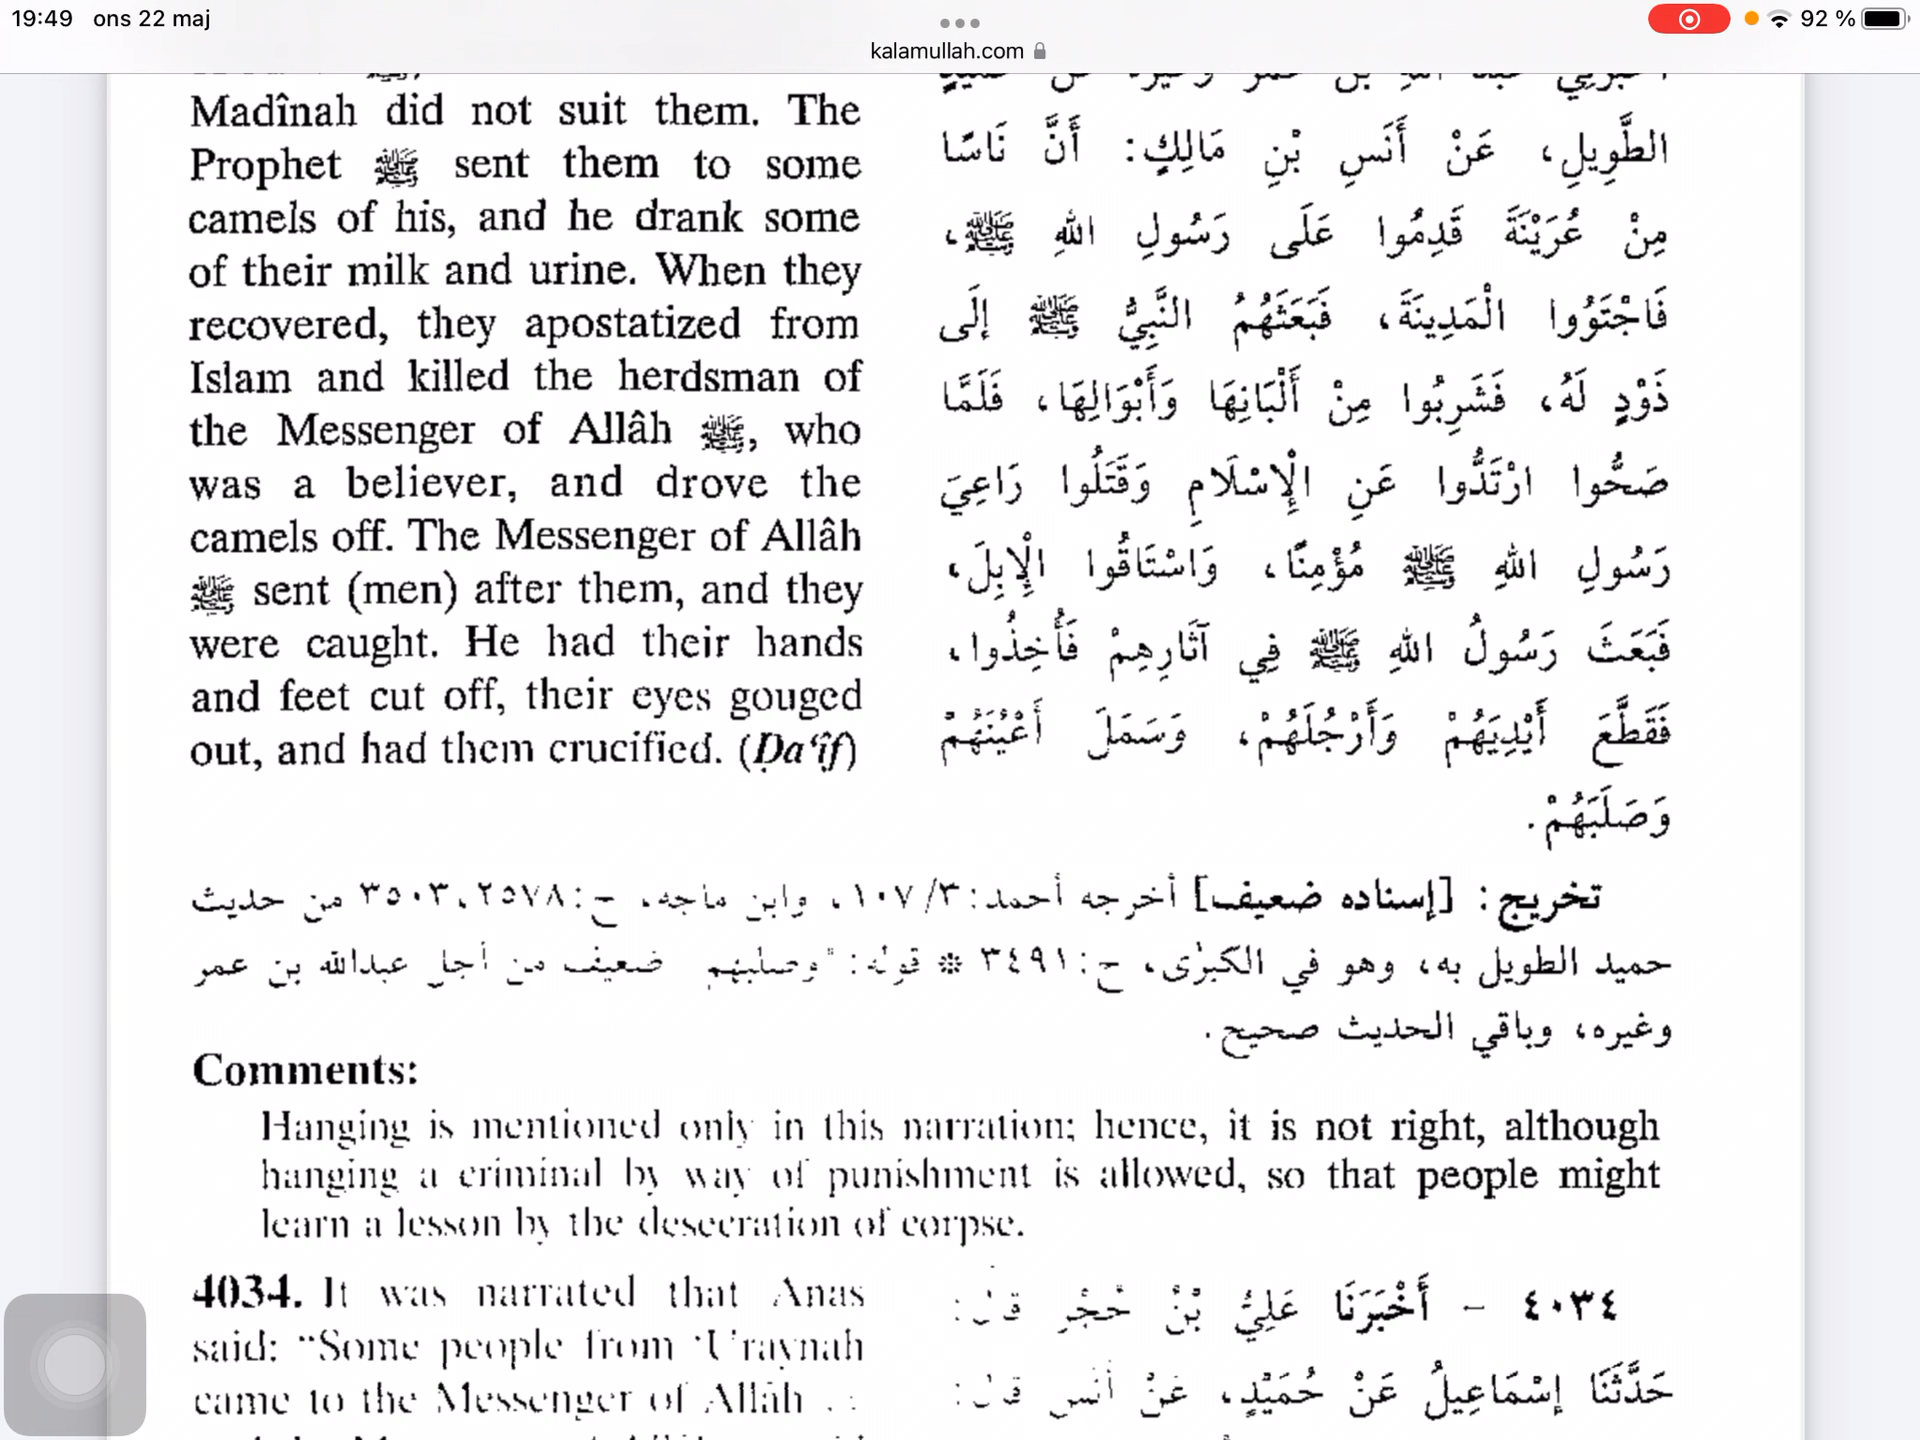 19:49 ons 22 maj
92 %
kalamullah.com
Madînah did not suit them. The
Prophet ﷺ sent them to some
camels of his, and he drank some
of their milk and urine. When they
recovered, they apostatized from
Islam and killed the herdsman of
the Messenger of Allâh ﷺ, who
was a believer, and drove the
camels off. The Messenger of Allâh
ﷺ sent (men) after them, and they
were caught. He had their hands
and feet cut off, their eyes gouged
out, and had them crucified. (Ḍa‘îf)
الطَّوِيلِ، عَنْ أَنَسِ بْنِ مَالِكٍ: أَنَّ نَاسًا
مِنْ عُرَيْنَةَ قَدِمُوا عَلَى رَسُولِ اللهِ ﷺ،
فَاجْتَوَوُا الْمَدِينَةَ، فَبَعَثَهُمُ النَّبِيُّ ﷺ إِلَى
ذَوْدٍ لَهُ، فَشَرِبُوا مِنْ أَلْبَانِهَا وَأَبْوَالِهَا، فَلَمَّا
صَحُّوا ارْتَدُّوا عَنِ الْإِسْلَامِ وَقَتَلُوا رَاعِيَ
رَسُولِ اللهِ ﷺ مُؤْمِنًا، وَاسْتَاقُوا الْإِبِلَ،
فَبَعَثَ رَسُولُ اللهِ ﷺ فِي آثَارِهِمْ فَأُخِذُوا،
فَقَطَّعَ أَيْدِيَهُمْ وَأَرْجُلَهُمْ، وَسَمَلَ أَعْيُنَهُمْ
وَصَلَبَهُمْ.
تخريج: [إسناده ضعيف] أخرجه أحمد: ٣/ ١٠٧، وابن ماجه، ح: ٢٥٧٨، ٣٥٠٣ من حديث
حميد الطويل به، وهو في الكبرٰى، ح: ٣٤٩١ * قوله: "وصلبهم ضعيف من أجل عبدالله بن عمر
وغيره، وباقي الحديث صحيح.
Comments:
Hanging is mentioned only in this narration; hence, it is not right, although
hanging a criminal by way of punishment is allowed, so that people might
learn a lesson by the desecration of corpse.
4034. It was narrated that Anas
said: "Some people from ‘Uraynah
came to the Messenger of Allâh
٤٠٣٤ - أَخْبَرَنَا عَلِيُّ بْنُ حُجْرٍ قَالَ:
حَدَّثَنَا إِسْمَاعِيلُ عَنْ حُمَيْدٍ، عَنْ أَنَسٍ قَالَ: